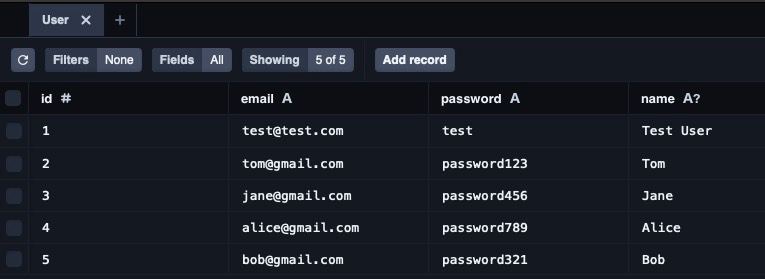 User ✕ +
Filters None Fields All Showing 5 of 5 Add record
id # email A password A name A?
1 test@test.com test Test User
2 tom@gmail.com password123 Tom
3 jane@gmail.com password456 Jane
4 alice@gmail.com password789 Alice
5 bob@gmail.com password321 Bob